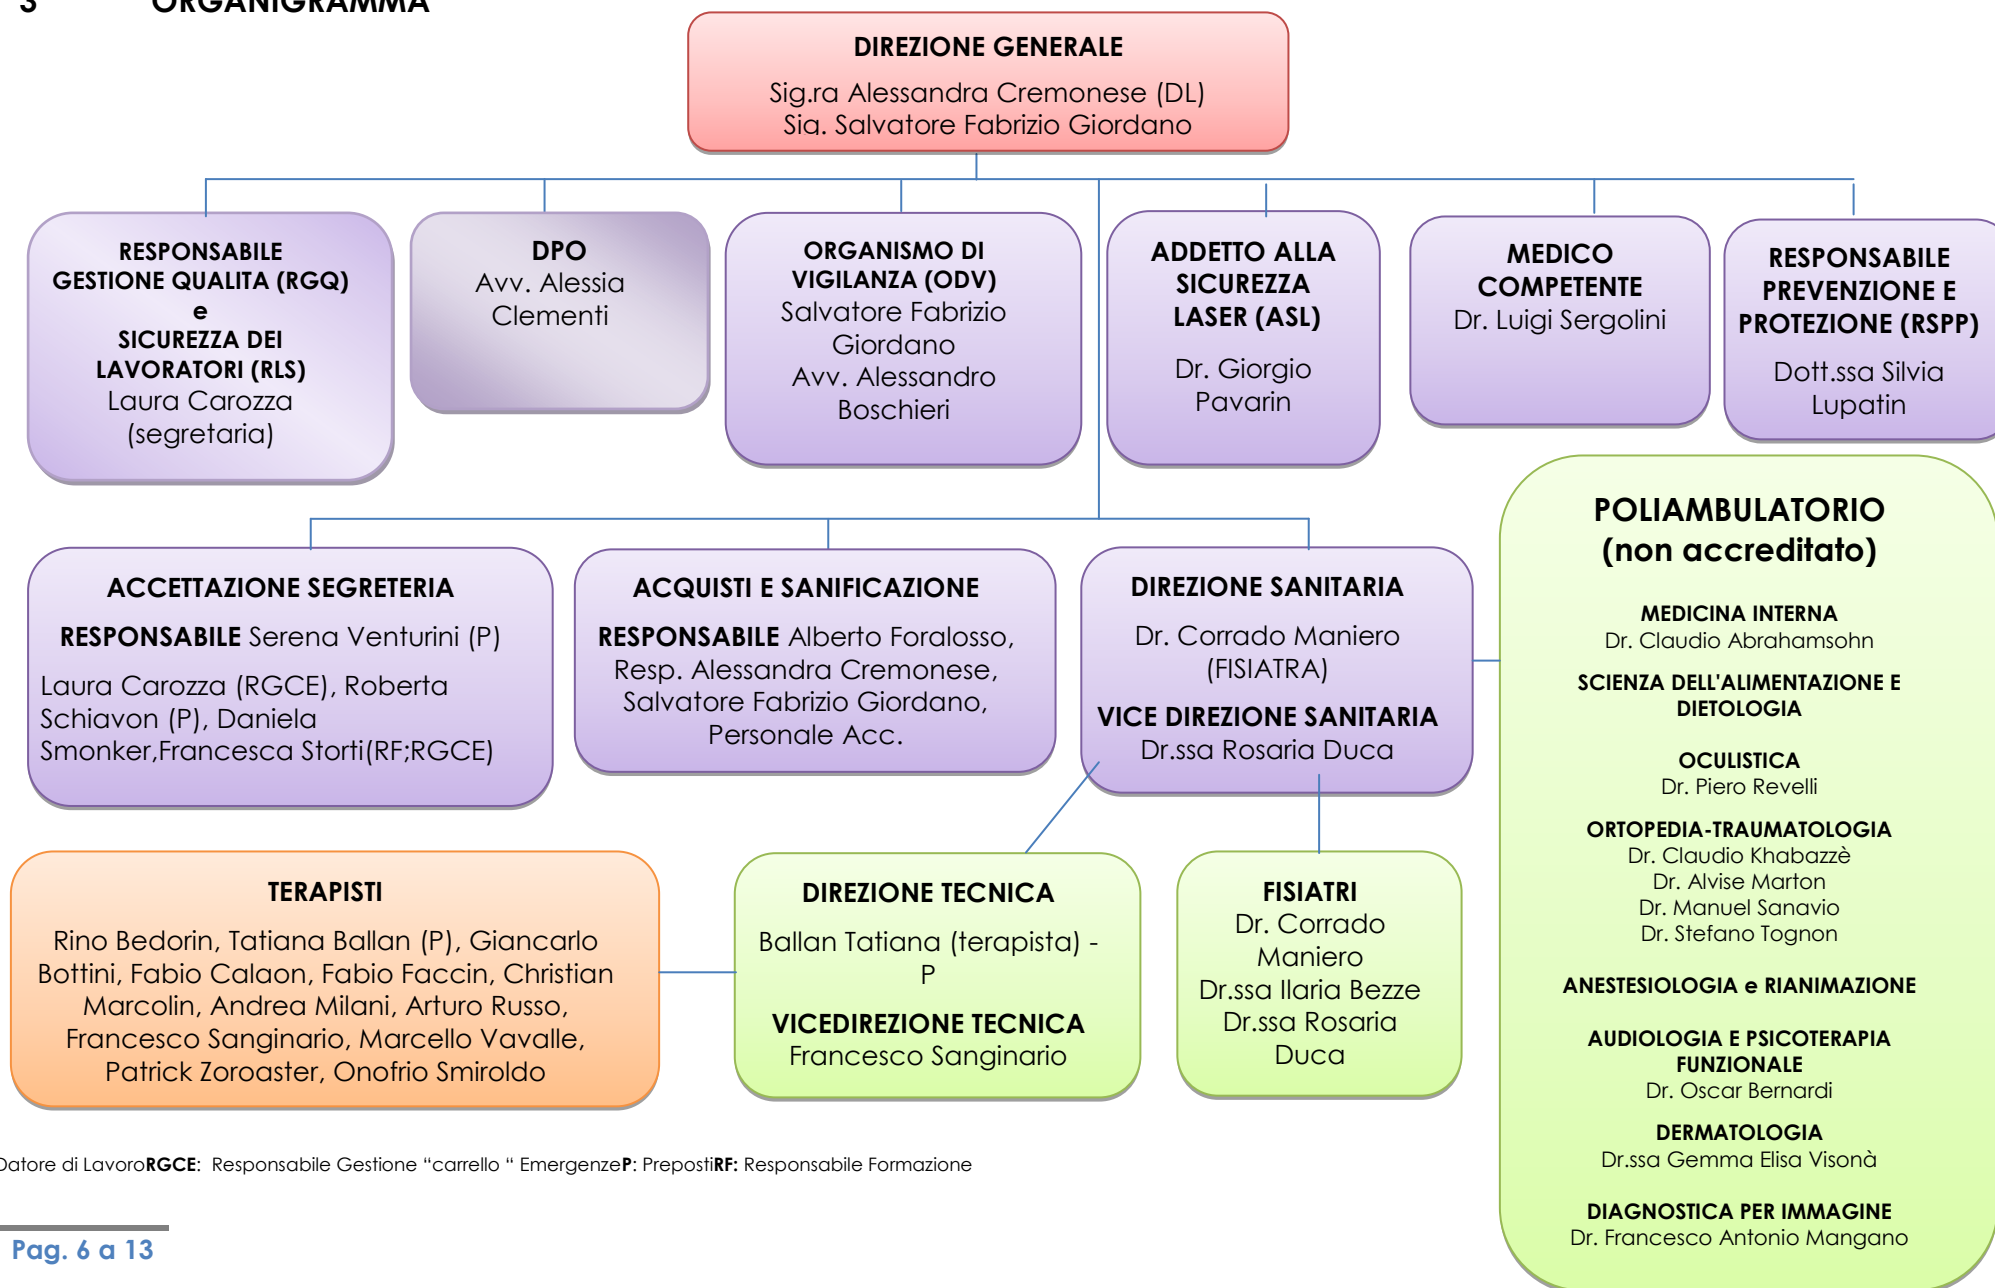 3 ORGANIGRAMMA
DIREZIONE GENERALE
Sig.ra Alessandra Cremonese (DL)
Sig. Salvatore Fabrizio Giordano
RESPONSABILE
GESTIONE QUALITA (RGQ)
e
SICUREZZA DEI
LAVORATORI (RLS)
Laura Carozza
(segretaria)
DPO
Avv. Alessia
Clementi
ORGANISMO DI
VIGILANZA (ODV)
Salvatore Fabrizio
Giordano
Avv. Alessandro
Boschieri
ADDETTO ALLA
SICUREZZA
LASER (ASL)
Dr. Giorgio
Pavarin
MEDICO
COMPETENTE
Dr. Luigi Sergolini
RESPONSABILE
PREVENZIONE E
PROTEZIONE (RSPP)
Dott.ssa Silvia
Lupatin
ACCETTAZIONE SEGRETERIA
RESPONSABILE Serena Venturini (P)
Laura Carozza (RGCE), Roberta
Schiavon (P), Daniela
Smonker,Francesca Storti(RF;RGCE)
ACQUISTI E SANIFICAZIONE
RESPONSABILE Alberto Foralosso,
Resp. Alessandra Cremonese,
Salvatore Fabrizio Giordano,
Personale Acc.
DIREZIONE SANITARIA
Dr. Corrado Maniero
(FISIATRA)
VICE DIREZIONE SANITARIA
Dr.ssa Rosaria Duca
POLIAMBULATORIO
(non accreditato)
MEDICINA INTERNA
Dr. Claudio Abrahamsohn
SCIENZA DELL'ALIMENTAZIONE E
DIETOLOGIA
OCULISTICA
Dr. Piero Revelli
ORTOPEDIA-TRAUMATOLOGIA
Dr. Claudio Khabazzè
Dr. Alvise Marton
Dr. Manuel Sanavio
Dr. Stefano Tognon
ANESTESIOLOGIA e RIANIMAZIONE
AUDIOLOGIA E PSICOTERAPIA
FUNZIONALE
Dr. Oscar Bernardi
DERMATOLOGIA
Dr.ssa Gemma Elisa Visonà
DIAGNOSTICA PER IMMAGINE
Dr. Francesco Antonio Mangano
TERAPISTI
Rino Bedorin, Tatiana Ballan (P), Giancarlo
Bottini, Fabio Calaon, Fabio Faccin, Christian
Marcolin, Andrea Milani, Arturo Russo,
Francesco Sanginario, Marcello Vavalle,
Patrick Zoroaster, Onofrio Smiroldo
DIREZIONE TECNICA
Ballan Tatiana (terapista) -
P
VICEDIREZIONE TECNICA
Francesco Sanginario
FISIATRI
Dr. Corrado
Maniero
Dr.ssa Ilaria Bezze
Dr.ssa Rosaria
Duca
Datore di LavoroRGCE: Responsabile Gestione “carrello “ EmergenzeP: PrepostiRF: Responsabile Formazione
Pag. 6 a 13